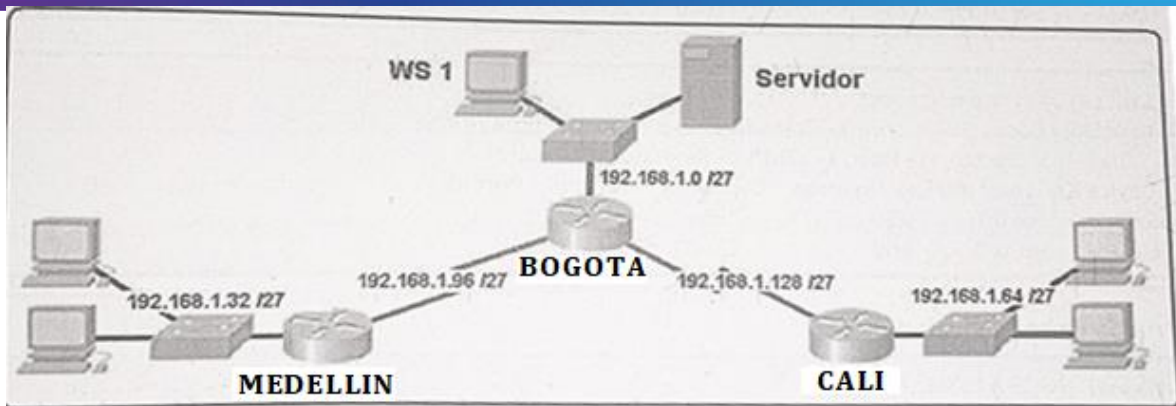 WS 1
Servidor
192.168.1.0 /27
BOGOTA
192.168.1.96 /27
192.168.1.128 /27
192.168.1.32 /27
192.168.1.64 /27
MEDELLIN
CALI